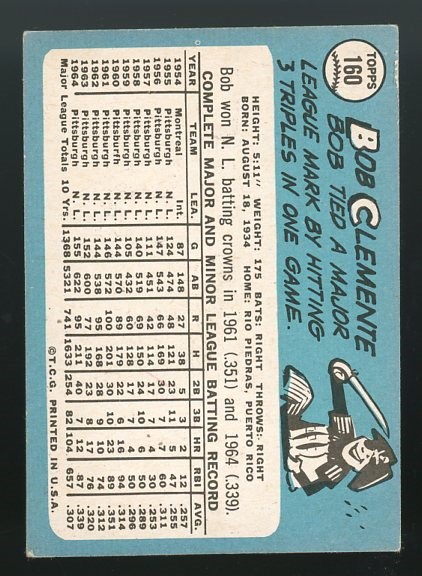 TOPPS
160
BOB CLEMENTE
BOB TIED A MAJOR
LEAGUE MARK BY HITTING
3 TRIPLES IN ONE GAME.
HEIGHT: 5:11" WEIGHT: 175 BATS: RIGHT THROWS: RIGHT
BORN: AUGUST 18, 1934 HOME: RIO PIEDRAS, PUERTO RICO
Bob won N. L. batting crowns in 1961 (.351) and 1964 (.339).
COMPLETE MAJOR AND MINOR LEAGUE BATTING RECORD
YEAR TEAM LEA. G AB R H 2B 3B HR RBI AVG.
1954 Montreal Int. 87 148 27 38 5 3 2 12 .257
1955 Pittsburgh N. L. 124 474 48 121 23 11 5 47 .255
1956 Pittsburgh N. L. 147 543 66 169 30 7 7 60 .311
1957 Pittsburgh N. L. 111 451 42 114 17 7 4 30 .253
1958 Pittsburgh N. L. 140 519 69 150 24 10 6 50 .289
1959 Pittsburgh N. L. 105 432 60 128 17 7 4 50 .296
1960 Pittsburgh N. L. 144 570 89 179 22 6 16 94 .314
1961 Pittsburgh N. L. 146 572 100 201 30 10 23 89 .351
1962 Pittsburgh N. L. 144 538 95 168 28 9 10 74 .312
1963 Pittsburgh N. L. 152 600 77 192 23 8 17 76 .320
1964 Pittsburgh N. L. 155 622 95 211 40 7 12 87 .339
Major League Totals 10 Yrs. 1368 5321 741 1633 254 82 104 657 .307
©T.C.G. PRINTED IN U.S.A.